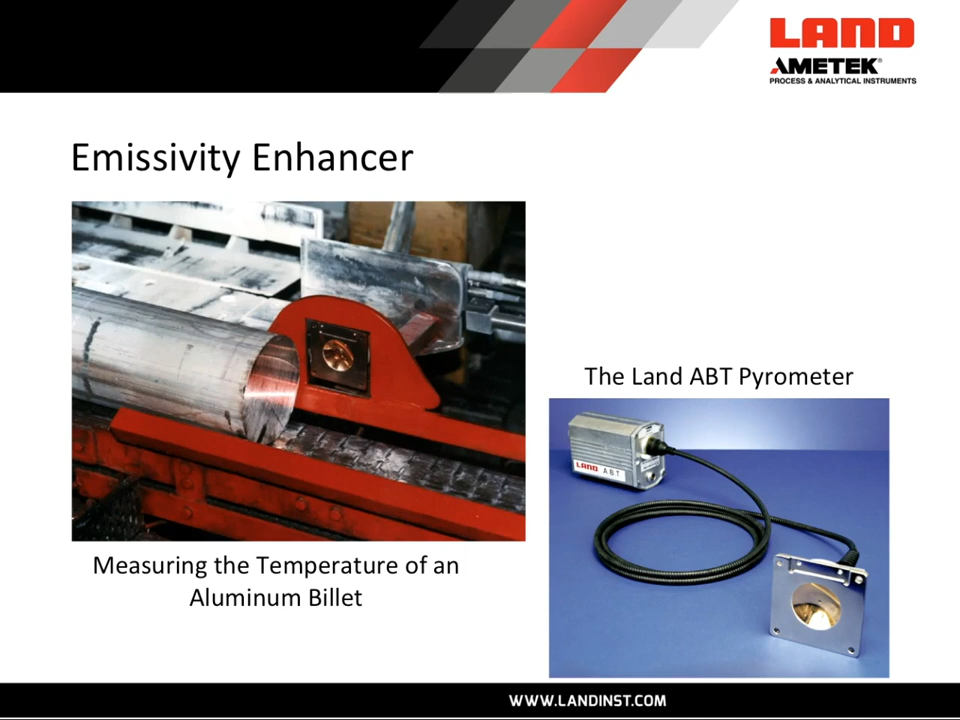 LAND
AMETEK®
PROCESS & ANALYTICAL INSTRUMENTS
Emissivity Enhancer
The Land ABT Pyrometer
LAND ABT
Measuring the Temperature of an
Aluminum Billet
WWW.LANDINST.COM